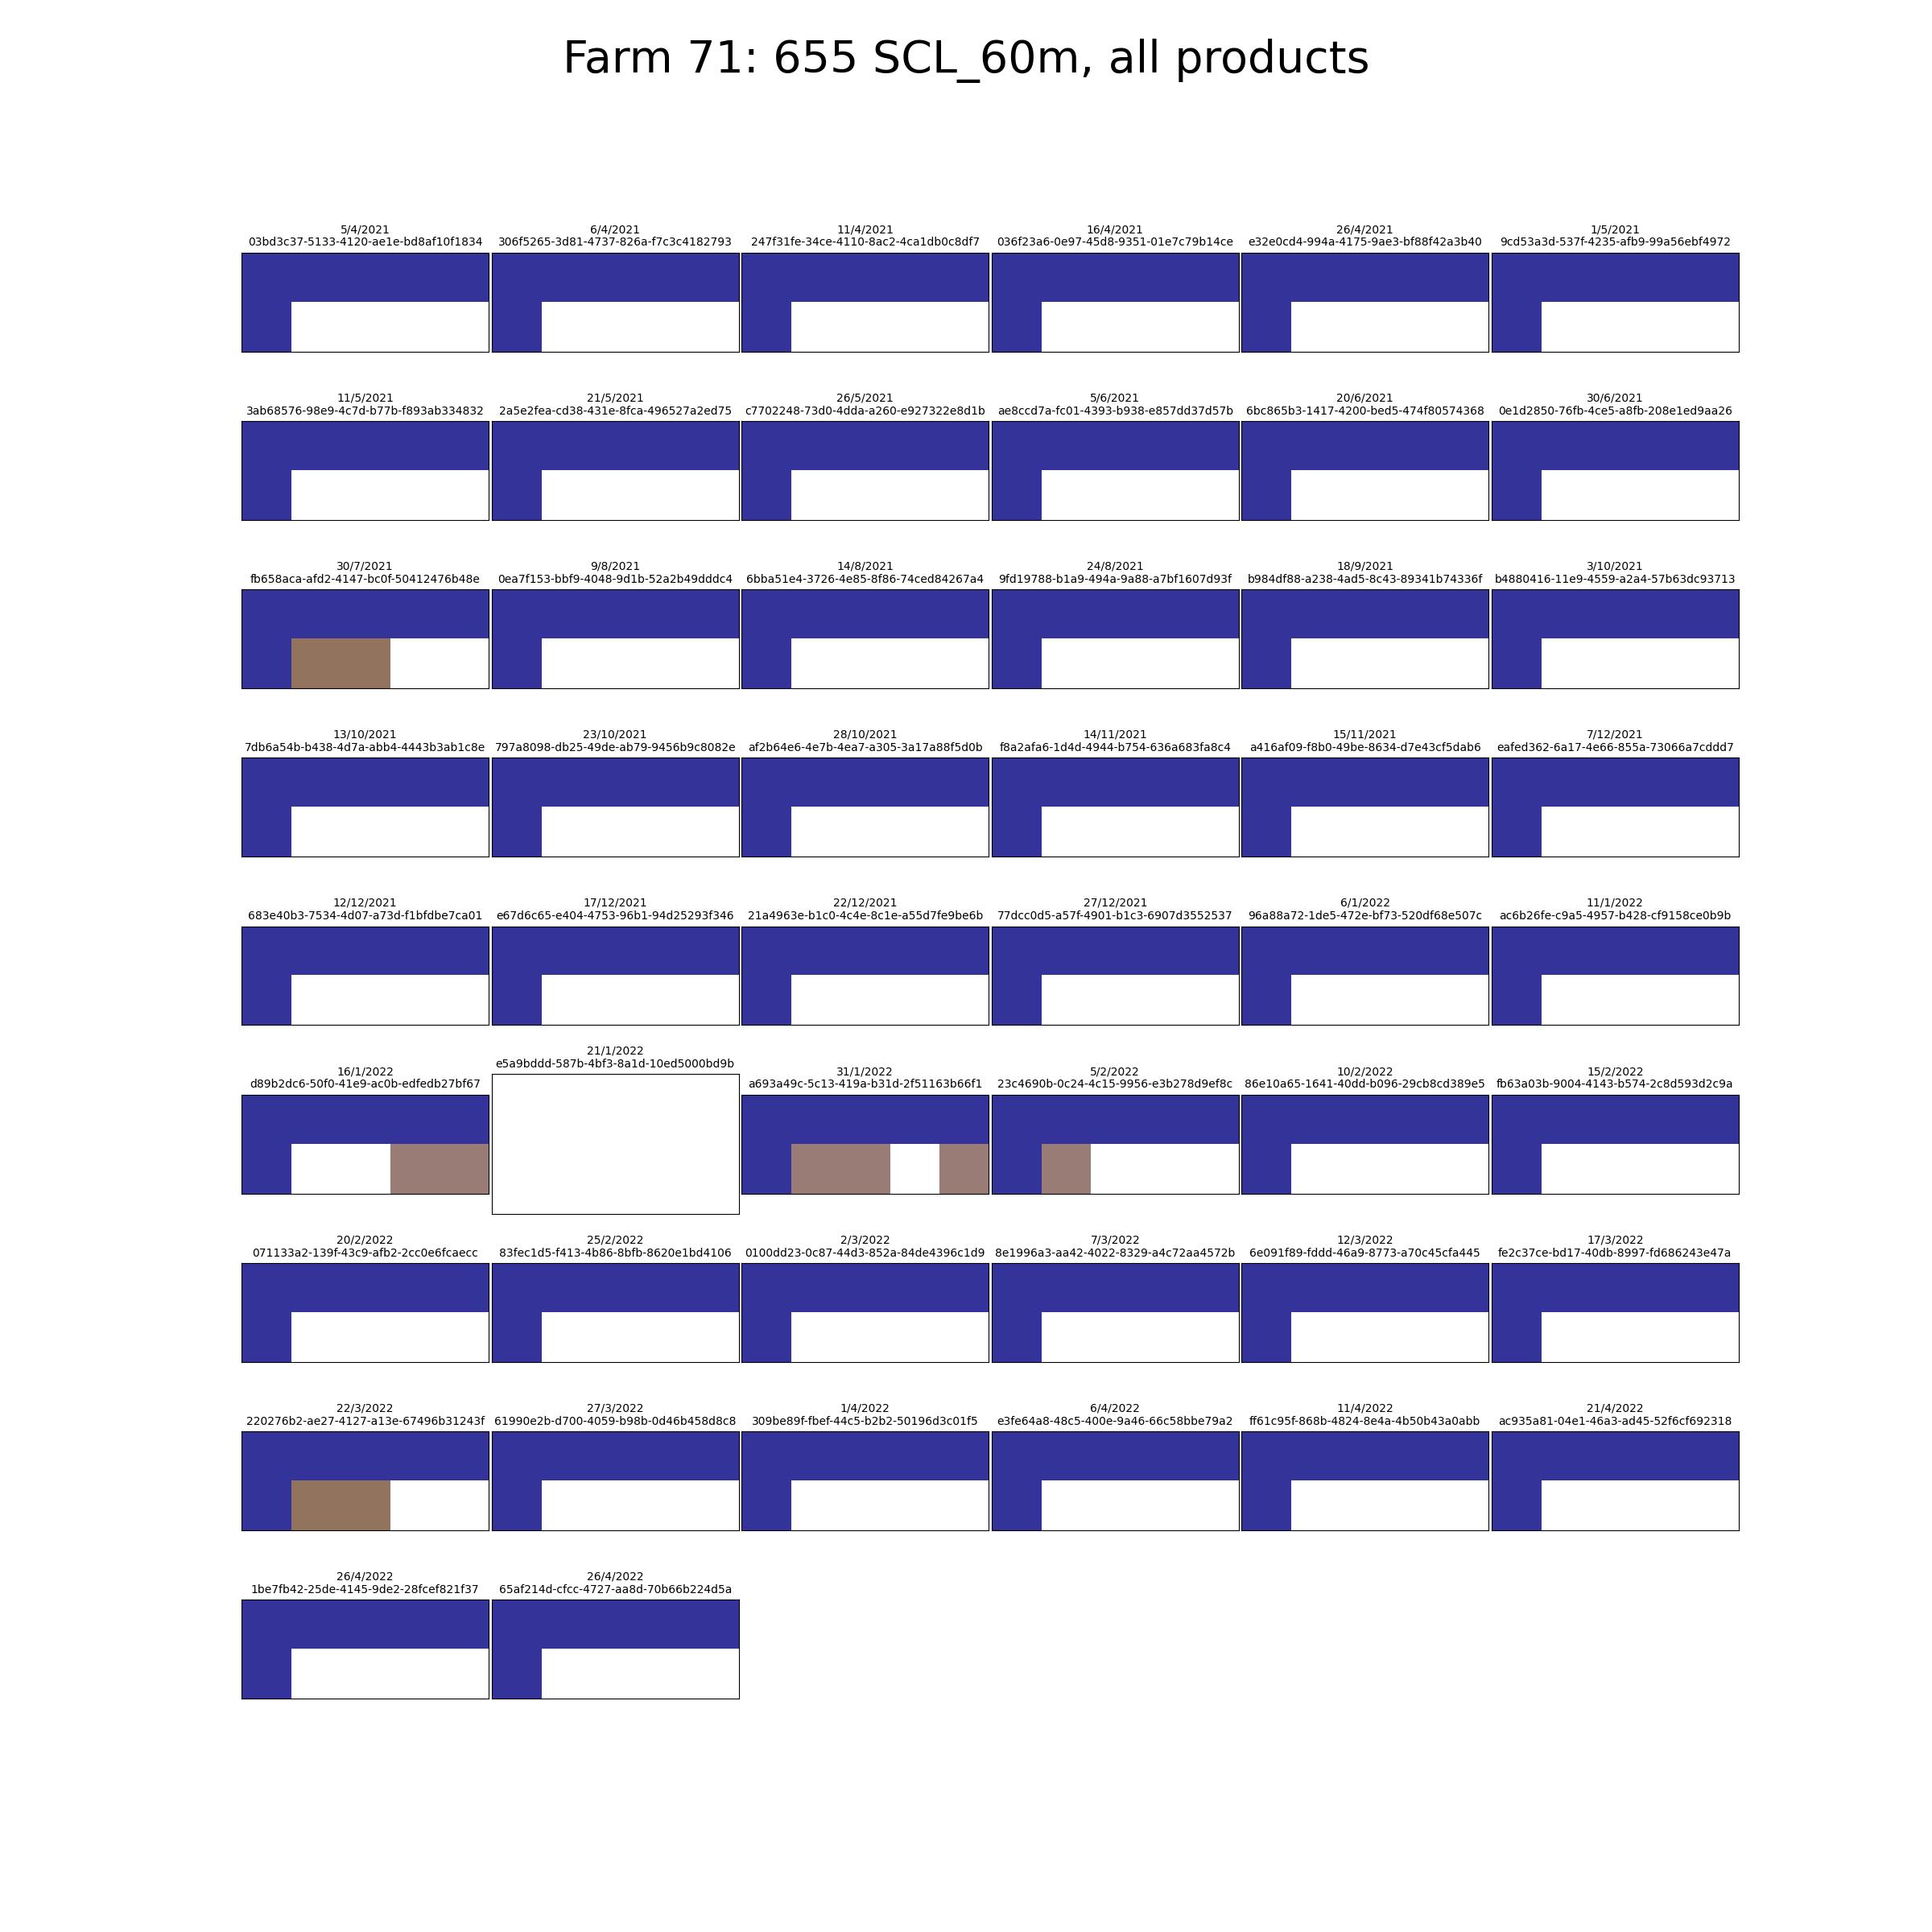 Farm 71: 655 SCL_60m, all products
5/4/2021
03bd3c37-5133-4120-ae1e-bd8af10f1834
6/4/2021
306f5265-3d81-4737-826a-f7c3c4182793
11/4/2021
247f31fe-34ce-4110-8ac2-4ca1db0c8df7
16/4/2021
036f23a6-0e97-45d8-9351-01e7c79b14ce
26/4/2021
e32e0cd4-994a-4175-9ae3-bf88f42a3b40
1/5/2021
9cd53a3d-537f-4235-afb9-99a56ebf4972
11/5/2021
3ab68576-98e9-4c7d-b77b-f893ab334832
21/5/2021
2a5e2fea-cd38-431e-8fca-496527a2ed75
26/5/2021
c7702248-73d0-4dda-a260-e927322e8d1b
5/6/2021
ae8ccd7a-fc01-4393-b938-e857dd37d57b
20/6/2021
6bc865b3-1417-4200-bed5-474f80574368
30/6/2021
0e1d2850-76fb-4ce5-a8fb-208e1ed9aa26
30/7/2021
fb658aca-afd2-4147-bc0f-50412476b48e
9/8/2021
0ea7f153-bbf9-4048-9d1b-52a2b49dddc4
14/8/2021
6bba51e4-3726-4e85-8f86-74ced84267a4
24/8/2021
9fd19788-b1a9-494a-9a88-a7bf1607d93f
18/9/2021
b984df88-a238-4ad5-8c43-89341b74336f
3/10/2021
b4880416-11e9-4559-a2a4-57b63dc93713
13/10/2021
7db6a54b-b438-4d7a-abb4-4443b3ab1c8e
23/10/2021
797a8098-db25-49de-ab79-9456b9c8082e
28/10/2021
af2b64e6-4e7b-4ea7-a305-3a17a88f5d0b
14/11/2021
f8a2afa6-1d4d-4944-b754-636a683fa8c4
15/11/2021
a416af09-f8b0-49be-8634-d7e43cf5dab6
7/12/2021
eafed362-6a17-4e66-855a-73066a7cddd7
12/12/2021
683e40b3-7534-4d07-a73d-f1bfdbe7ca01
17/12/2021
e67d6c65-e404-4753-96b1-94d25293f346
22/12/2021
21a4963e-b1c0-4c4e-8c1e-a55d7fe9be6b
27/12/2021
77dcc0d5-a57f-4901-b1c3-6907d3552537
6/1/2022
96a88a72-1de5-472e-bf73-520df68e507c
11/1/2022
ac6b26fe-c9a5-4957-b428-cf9158ce0b9b
16/1/2022
d89b2dc6-50f0-41e9-ac0b-edfedb27bf67
21/1/2022
e5a9bddd-587b-4bf3-8a1d-10ed5000bd9b
31/1/2022
a693a49c-5c13-419a-b31d-2f51163b66f1
5/2/2022
23c4690b-0c24-4c15-9956-e3b278d9ef8c
10/2/2022
86e10a65-1641-40dd-b096-29cb8cd389e5
15/2/2022
fb63a03b-9004-4143-b574-2c8d593d2c9a
20/2/2022
071133a2-139f-43c9-afb2-2cc0e6fcaecc
25/2/2022
83fec1d5-f413-4b86-8bfb-8620e1bd4106
2/3/2022
0100dd23-0c87-44d3-852a-84de4396c1d9
7/3/2022
8e1996a3-aa42-4022-8329-a4c72aa4572b
12/3/2022
6e091f89-fddd-46a9-8773-a70c45cfa445
17/3/2022
fe2c37ce-bd17-40db-8997-fd686243e47a
22/3/2022
220276b2-ae27-4127-a13e-67496b31243f
27/3/2022
61990e2b-d700-4059-b98b-0d46b458d8c8
1/4/2022
309be89f-fbef-44c5-b2b2-50196d3c01f5
6/4/2022
e3fe64a8-48c5-400e-9a46-66c58bbe79a2
11/4/2022
ff61c95f-868b-4824-8e4a-4b50b43a0abb
21/4/2022
ac935a81-04e1-46a3-ad45-52f6cf692318
26/4/2022
1be7fb42-25de-4145-9de2-28fcef821f37
26/4/2022
65af214d-cfcc-4727-aa8d-70b66b224d5a